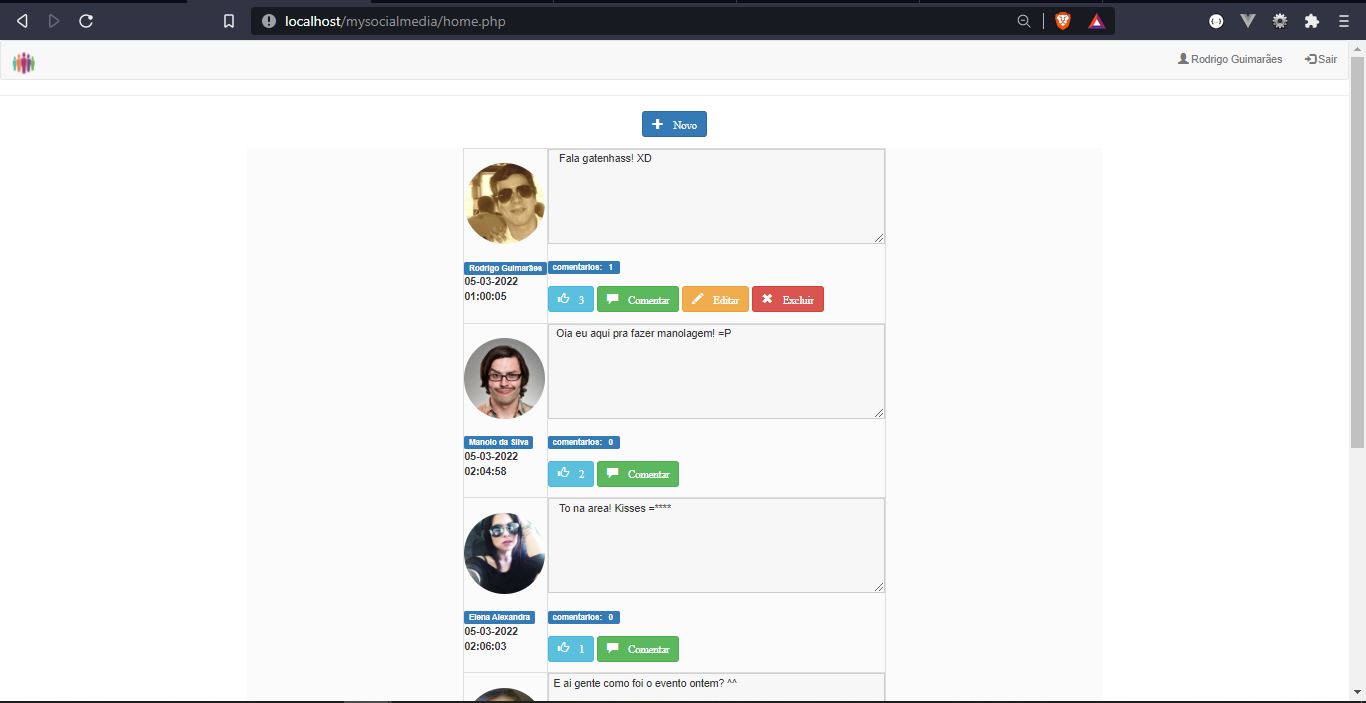 localhost/mysocialmedia/home.php
Rodrigo Guimarães
Sair
Novo
Fala gatenhass! XD
Rodrigo Guimarães
05-03-2022
01:00:05
comentarios: 1
3
Comentar
Editar
Excluir
Oia eu aqui pra fazer manolagem! =P
Manolo da Silva
05-03-2022
02:04:58
comentarios: 0
2
Comentar
To na area! Kisses =****
Elena Alexandra
05-03-2022
02:06:03
comentarios: 0
1
Comentar
E ai gente como foi o evento ontem? ^^